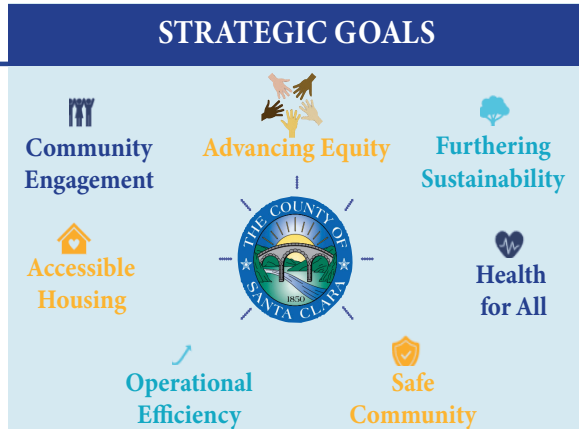 STRATEGIC GOALS
Community
Engagement
Advancing Equity
Furthering
Sustainability
Accessible
Housing
THE COUNTY OF
SANTA CLARA
1850
Health
for All
Operational
Efficiency
Safe
Community